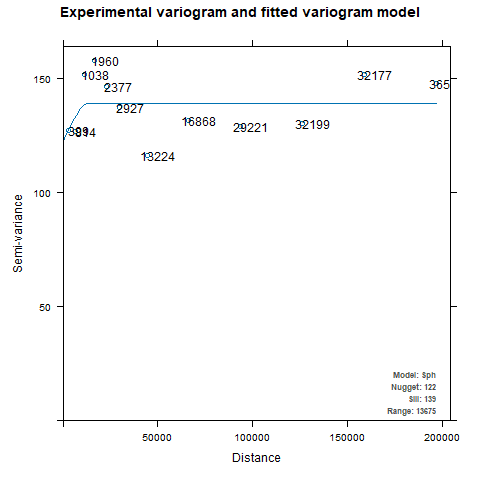 Experimental variogram and fitted variogram model
1960
1038
32177
2377
365
2927
16868
814
29221
32199
13224
150
100
50
Semi-variance
Model: Sph
Nugget: 122
Sill: 139
Range: 13675
50000 100000 150000 200000
Distance